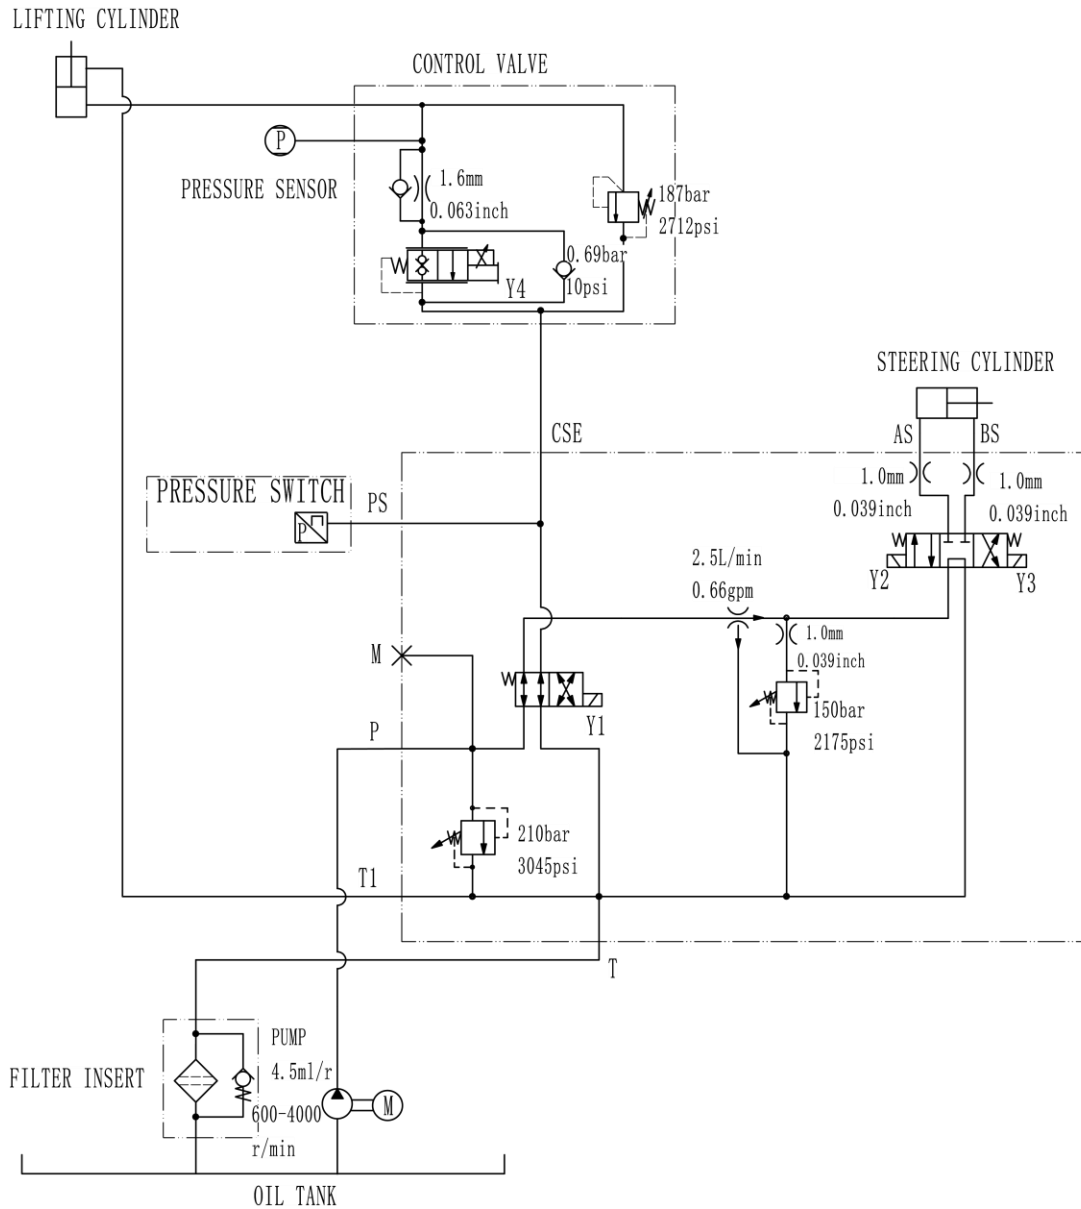 LIFTING CYLINDER
CONTROL VALVE
P
PRESSURE SENSOR
1.6mm
0.063inch
187bar
2712psi
0.69bar
10psi
Y4
STEERING CYLINDER
CSE
AS
BS
PRESSURE SWITCH
P
PS
1.0mm
0.039inch
1.0mm
0.039inch
2.5L/min
0.66gpm
Y2
Y3
M
1.0mm
0.039inch
Y1
150bar
2175psi
P
210bar
3045psi
T1
T
FILTER INSERT
PUMP
4.5ml/r
600-4000
r/min
M
OIL TANK